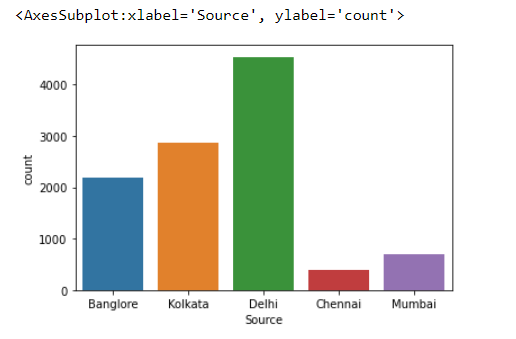 <AxesSubplot:xlabel='Source', ylabel='count'>
4000
3000
2000
1000
0
count
Banglore Kolkata Delhi Chennai Mumbai
Source